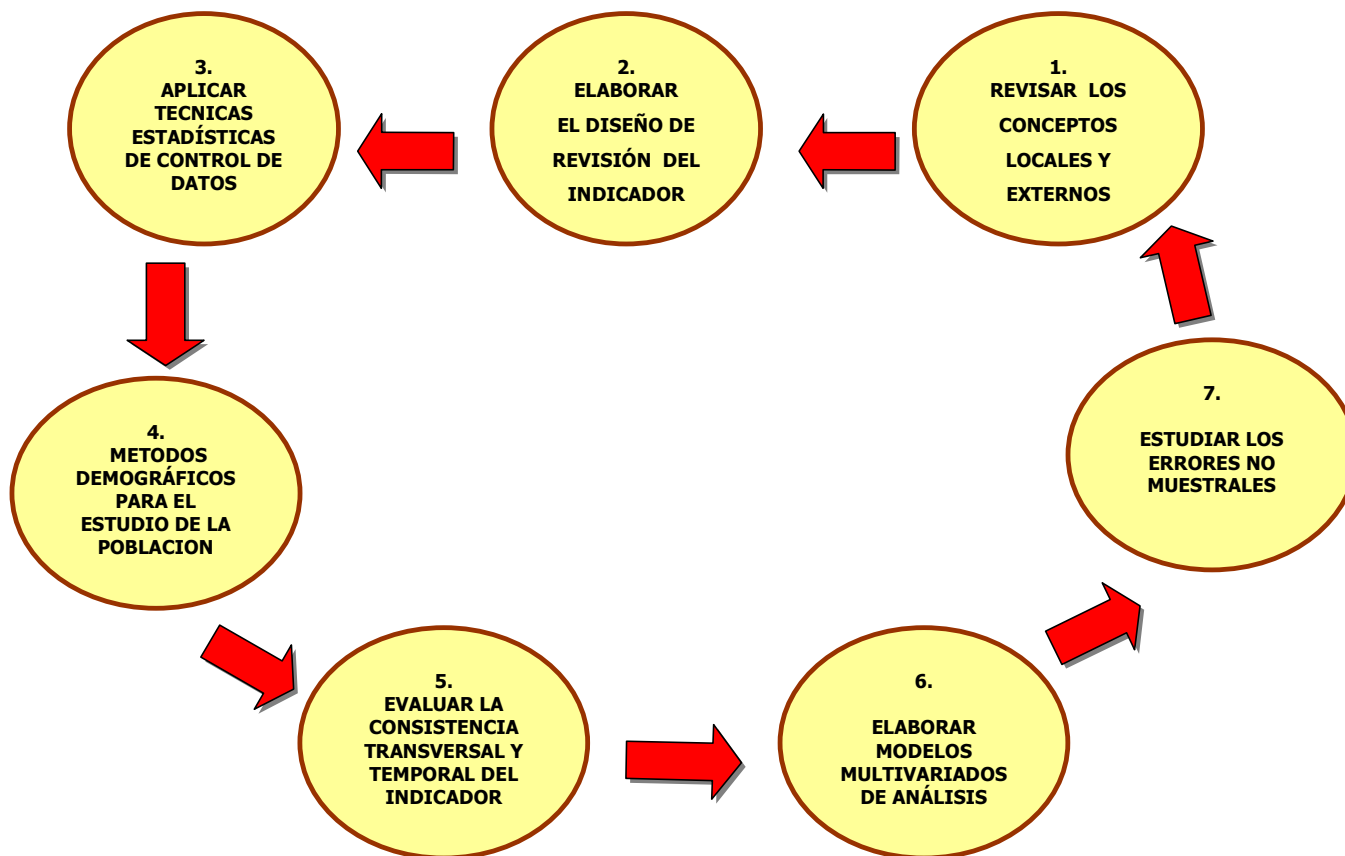 1.
REVISAR LOS
CONCEPTOS
LOCALES Y
EXTERNOS
2.
ELABORAR
EL DISEÑO DE
REVISIÓN DEL
INDICADOR
3.
APLICAR
TECNICAS
ESTADÍSTICAS
DE CONTROL DE
DATOS
4.
METODOS
DEMOGRÁFICOS
PARA EL
ESTUDIO DE LA
POBLACION
5.
EVALUAR LA
CONSISTENCIA
TRANSVERSAL Y
TEMPORAL DEL
INDICADOR
6.
ELABORAR
MODELOS
MULTIVARIADOS
DE ANÁLISIS
7.
ESTUDIAR LOS
ERRORES NO
MUESTRALES